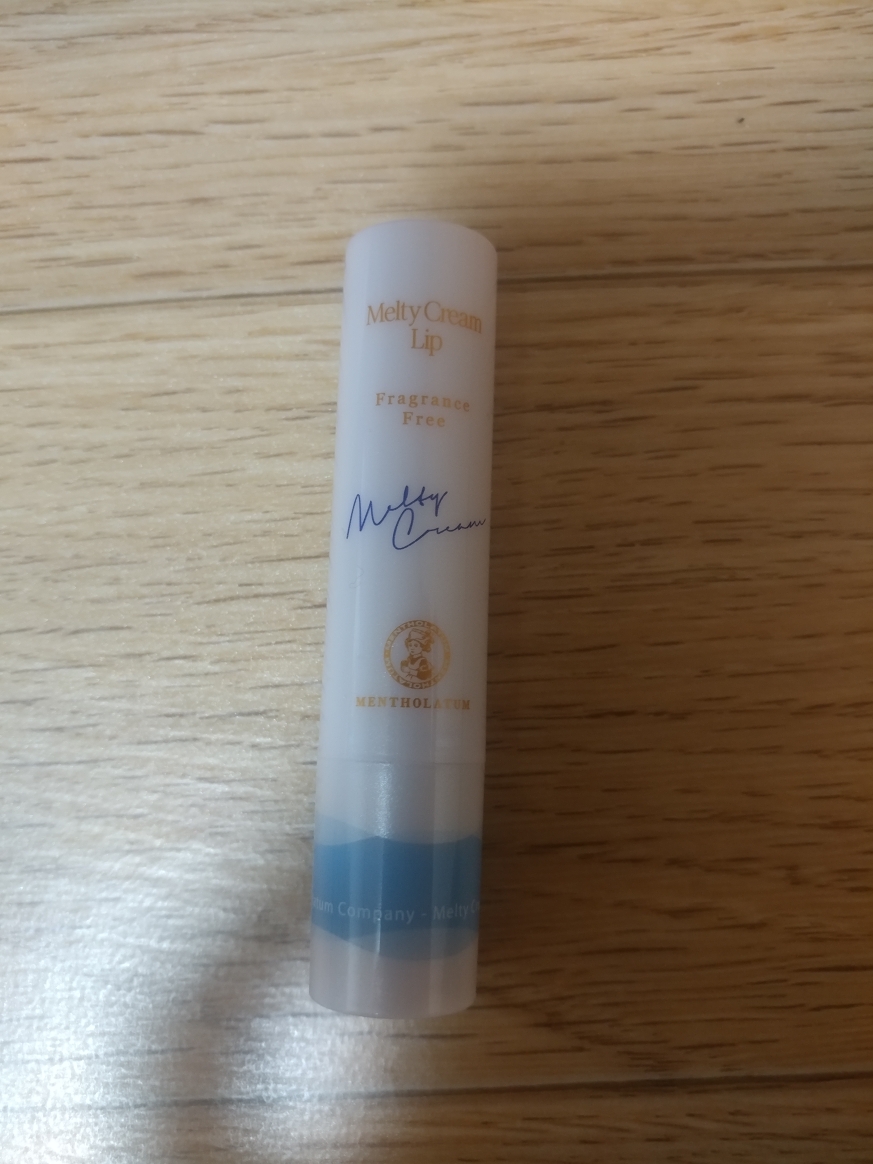 Melty Cream
Lip
Fragrance
Free
Melty
Cream
MENTHOLATUM
Company - Melty